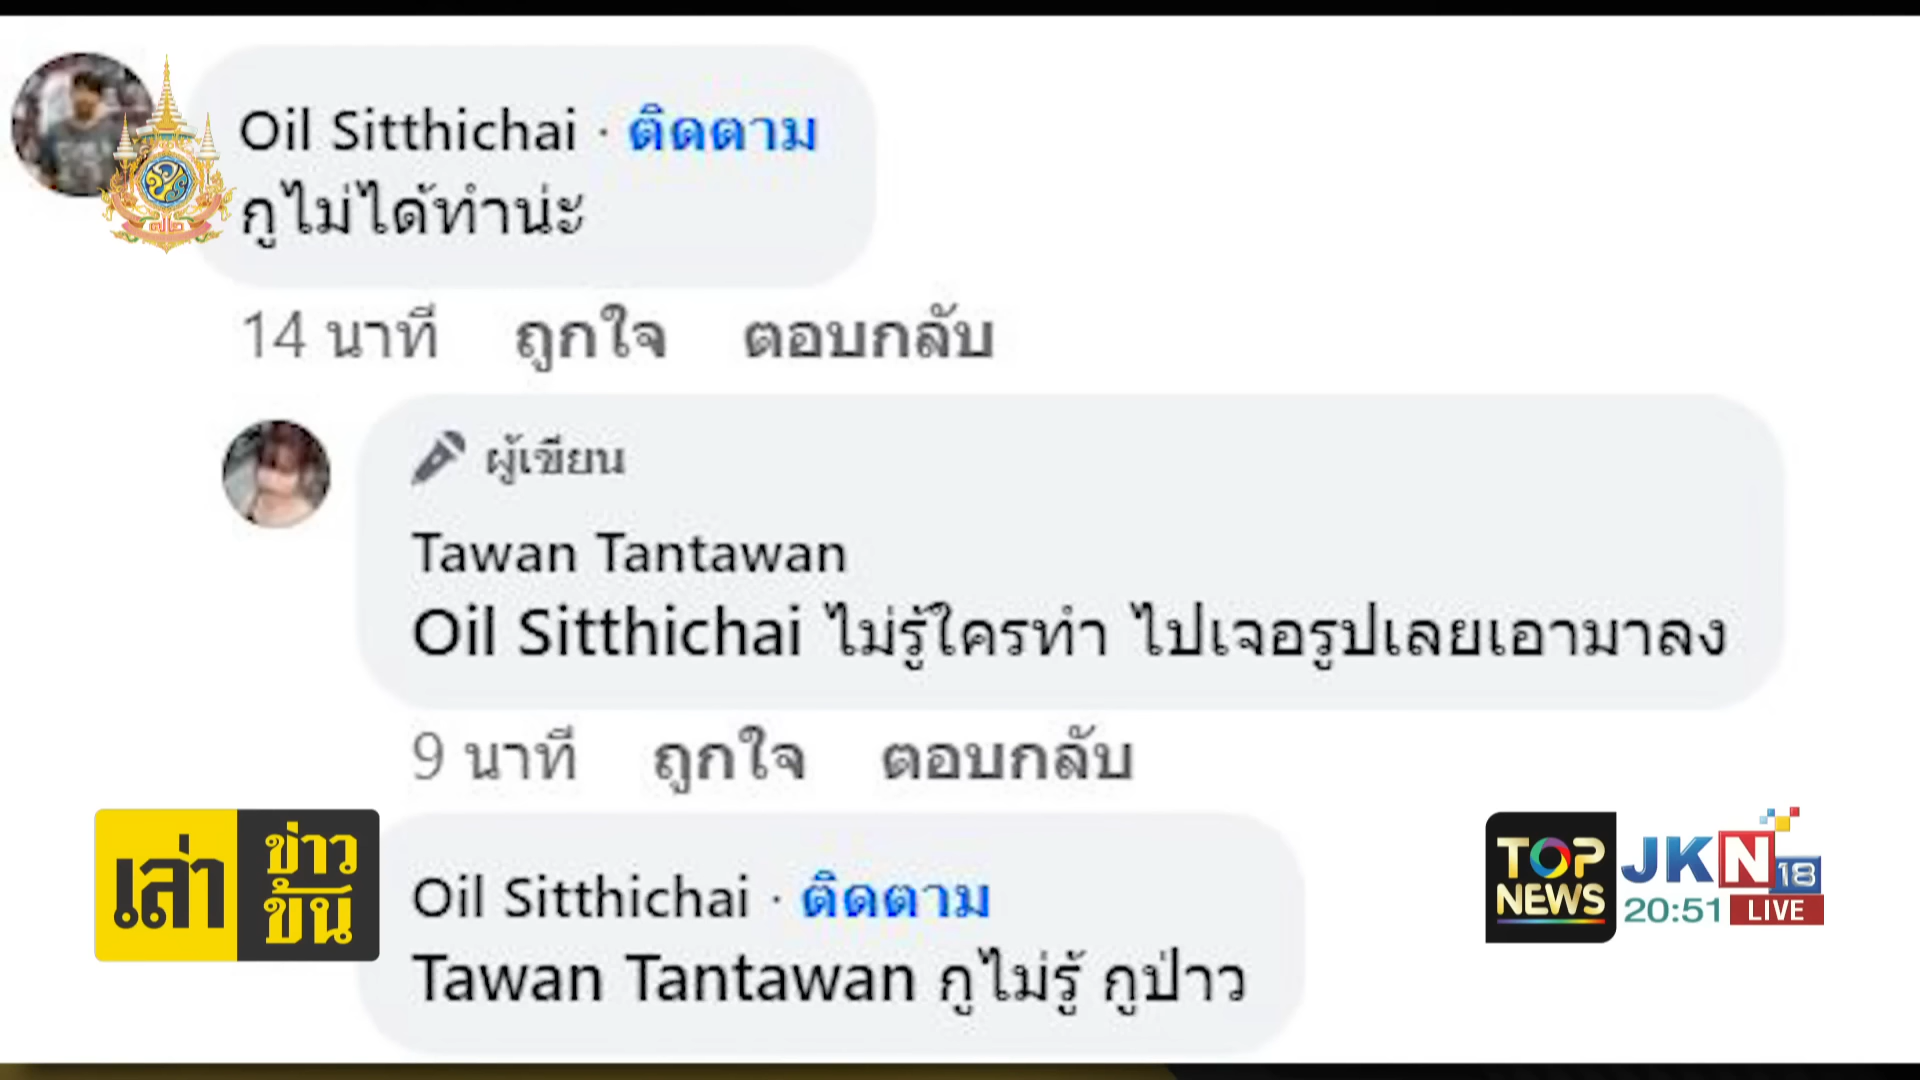 Oil Sitthichai · ติดตาม
กูไม่ได้ทำน่ะ
14 นาที ถูกใจ ตอบกลับ
ผู้เขียน
Tawan Tantawan
Oil Sitthichai ไม่รู้ใครทำ ไปเจอรูปเลยเอามาลง
9 นาที ถูกใจ ตอบกลับ
Oil Sitthichai · ติดตาม
Tawan Tantawan กูไม่รู้ กูป่าว
เล่า
ข่าว
ข้น
TOP
NEWS
JKN18
20:51 LIVE